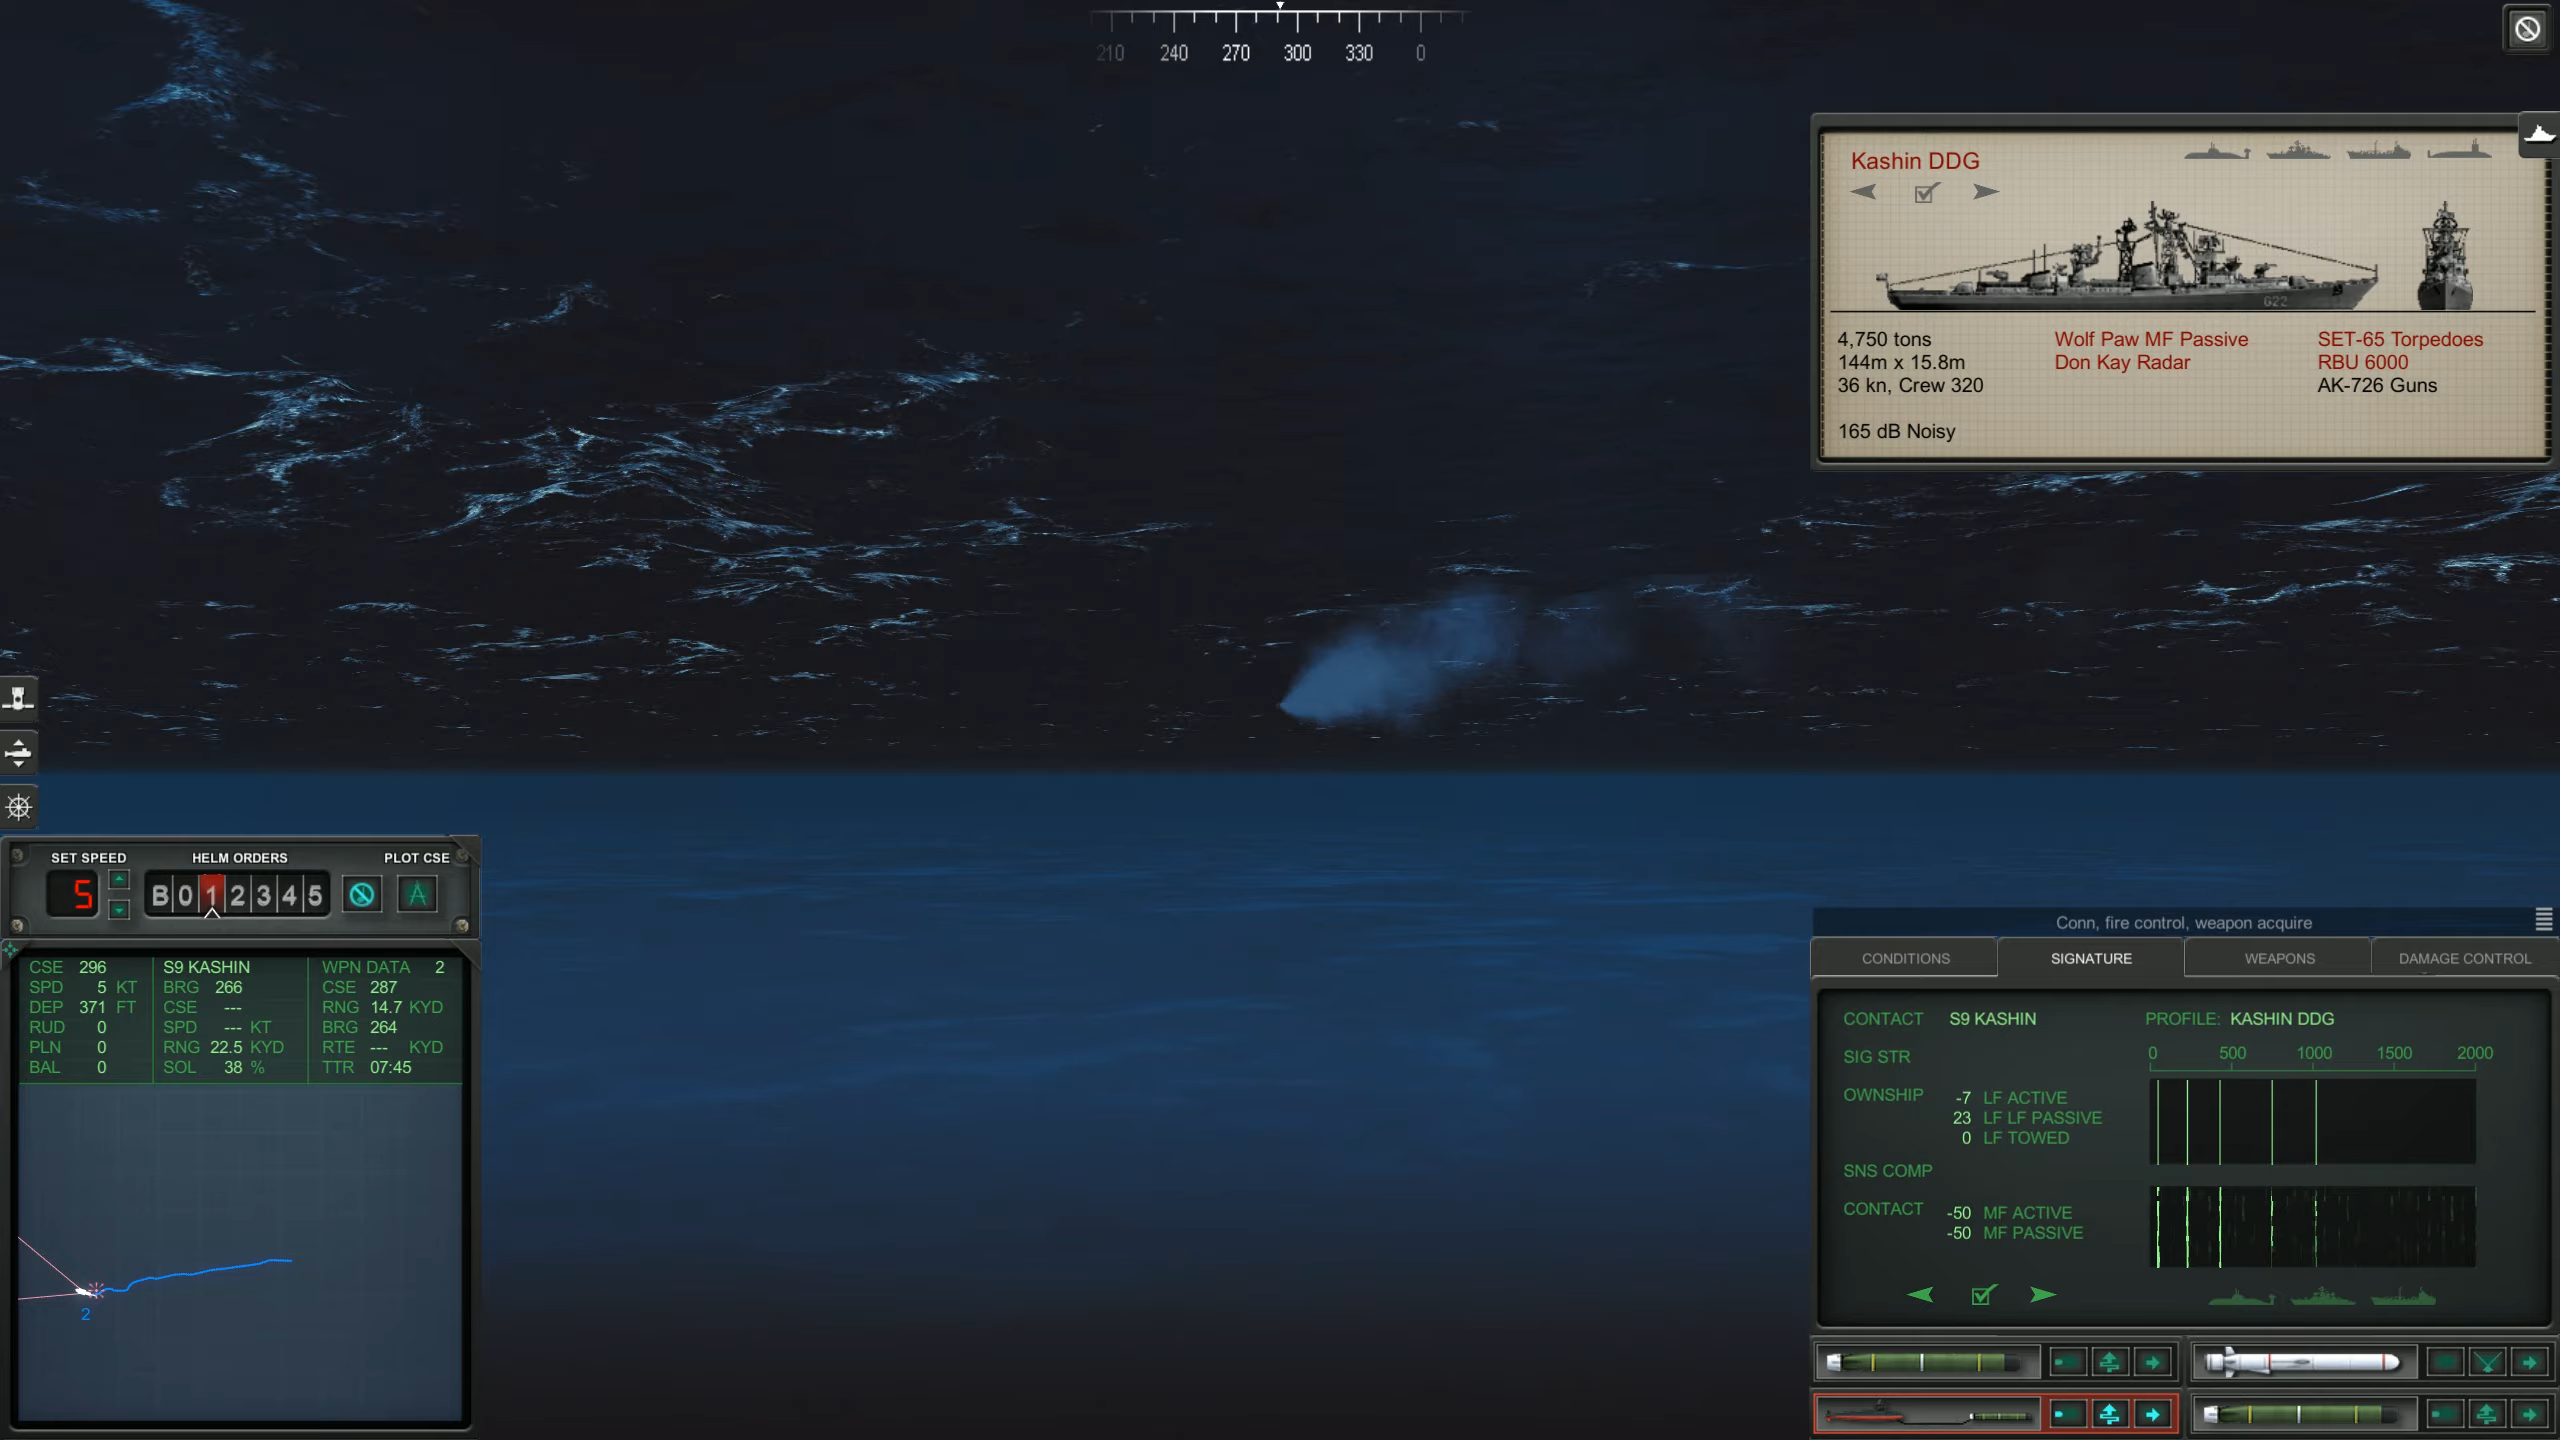 210 240 270 300 330 0
Kashin DDG
G22
4,750 tons
144m x 15.8m
36 kn, Crew 320
165 dB Noisy
Wolf Paw MF Passive
Don Kay Radar
SET-65 Torpedoes
RBU 6000
AK-726 Guns
SET SPEED HELM ORDERS PLOT CSE
5 B 0 1 2 3 4 5
CSE 296
SPD 5 KT
DEP 371 FT
RUD 0
PLN 0
BAL 0
S9 KASHIN
BRG 266
CSE ---
SPD --- KT
RNG 22.5 KYD
SOL 38 %
WPN DATA 2
CSE 287
RNG 14.7 KYD
BRG 264
RTE --- KYD
TTR 07:45
2
Conn, fire control, weapon acquire
CONDITIONS SIGNATURE WEAPONS DAMAGE CONTROL
CONTACT S9 KASHIN
SIG STR
OWNSHIP
-7 LF ACTIVE
23 LF LF PASSIVE
0 LF TOWED
SNS COMP
CONTACT
-50 MF ACTIVE
-50 MF PASSIVE
PROFILE: KASHIN DDG
0 500 1000 1500 2000